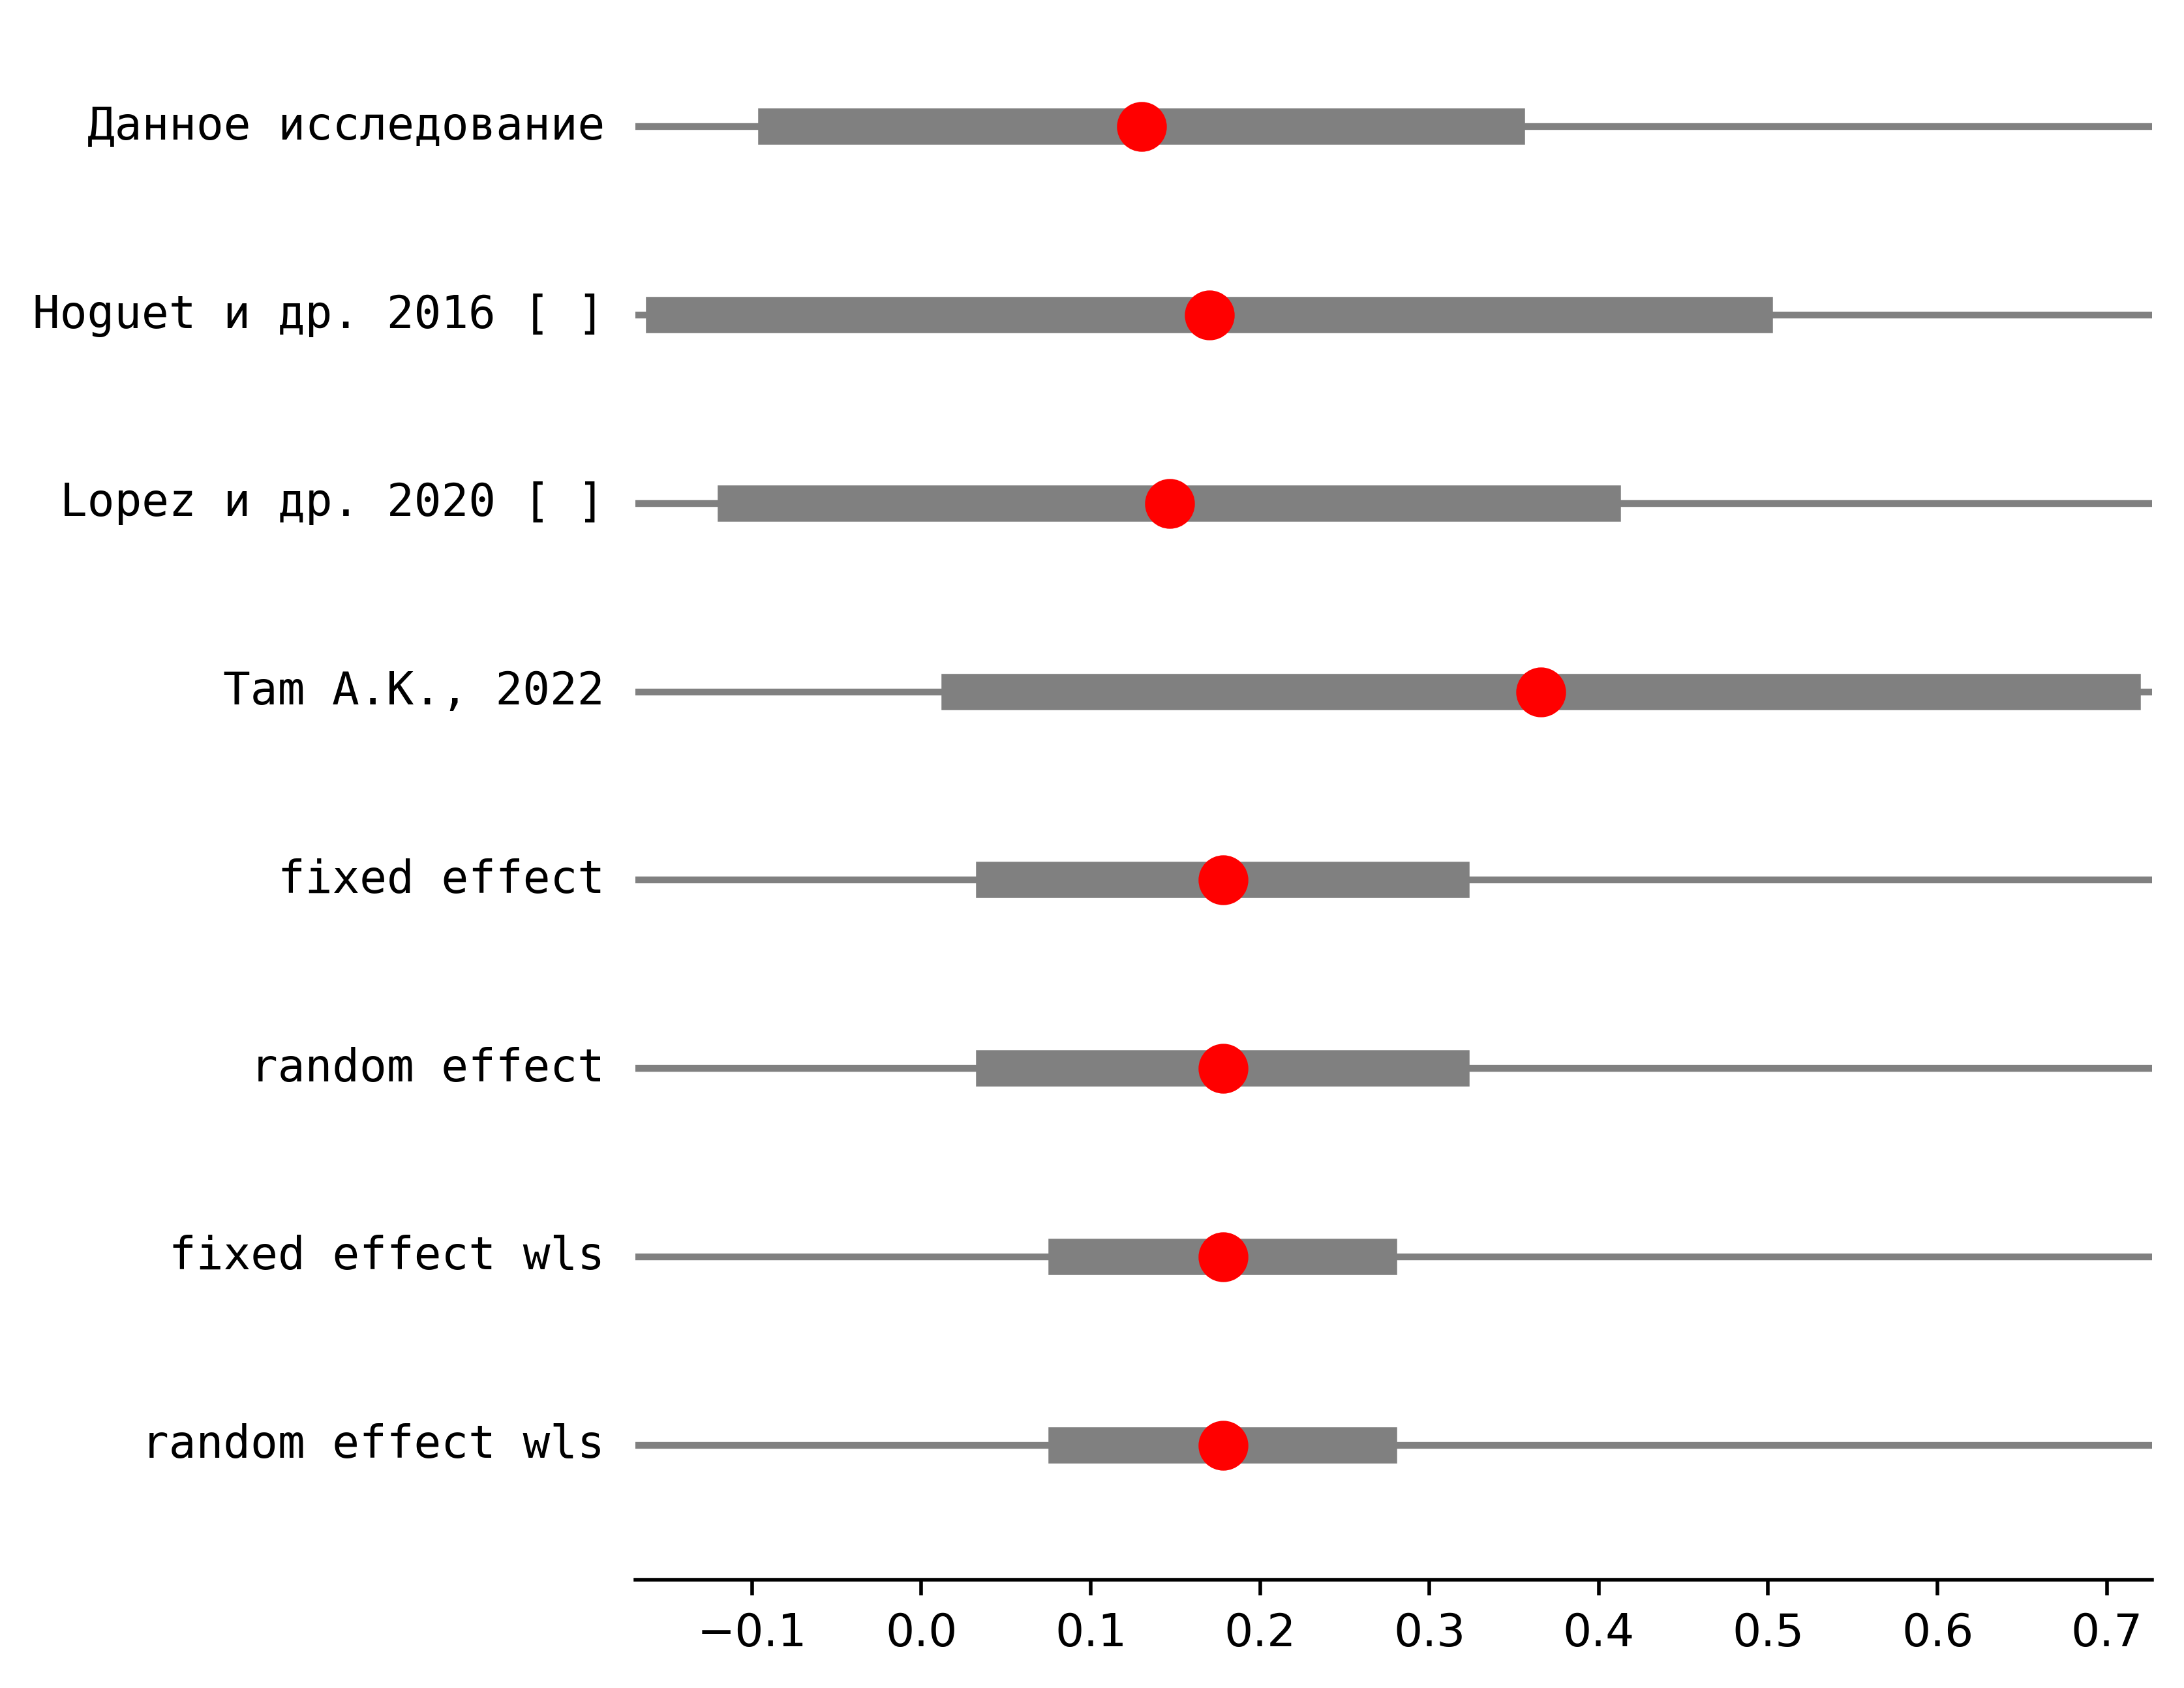 Данное исследование
Hoguet и др. 2016 [ ]
Lopez и др. 2020 [ ]
Tam A.K., 2022
fixed effect
random effect
fixed effect wls
random effect wls
−0.1 0.0 0.1 0.2 0.3 0.4 0.5 0.6 0.7